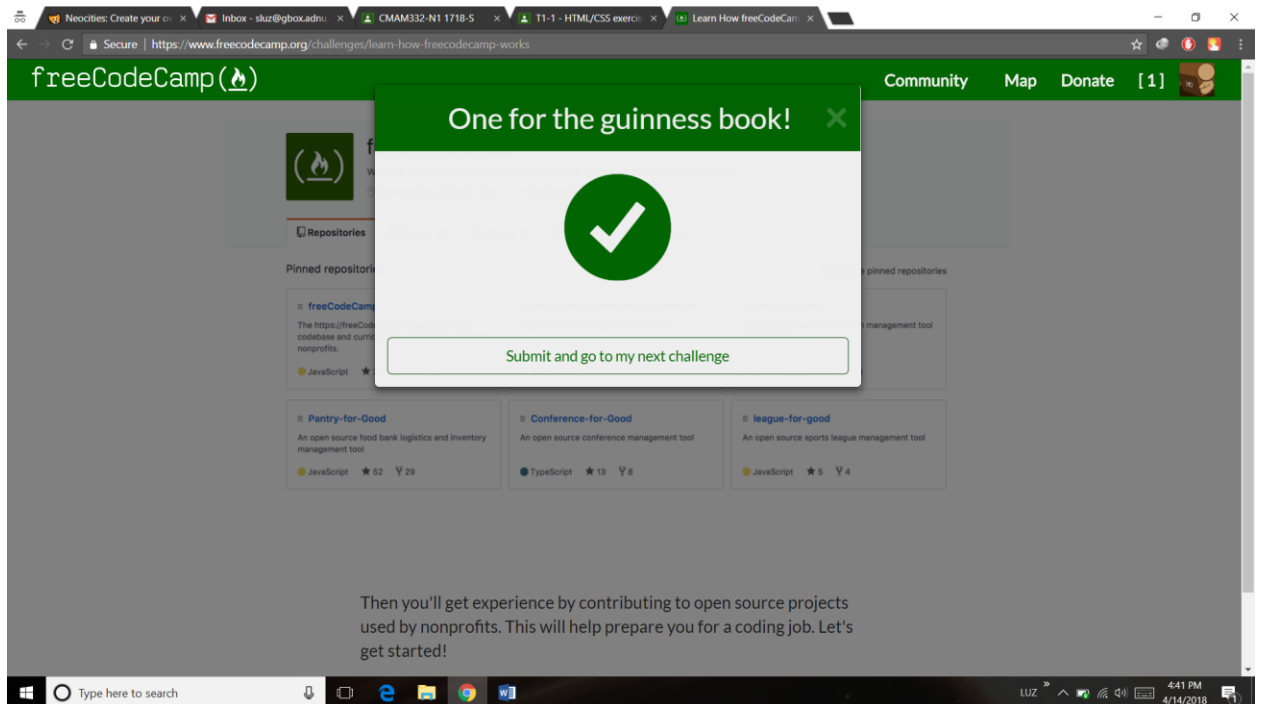 Neocities: Create your ov
Inbox - sluz@gbox.adnu
CMAM332-N1 1718-S
T1-1 - HTML/CSS exercis
Learn How freeCodeCam
Secure | https://www.freecodecamp.org/challenges/learn-how-freecodecamp-works
freeCodeCamp
Community Map Donate [1]
One for the guinness book!
Repositories
Pinned repositori
pinned repositories
freeCodeCamp
The https://freeCod
codebase and curric
nonprofits.
management tool
JavaScript
Submit and go to my next challenge
Pantry-for-Good
An open source food bank logistics and inventory
management tool
JavaScript 52 29
Conference-for-Good
An open source conference management tool
TypeScript 13 8
league-for-good
An open source sports league management tool
JavaScript 5 4
Then you'll get experience by contributing to open source projects
used by nonprofits. This will help prepare you for a coding job. Let's
get started!
Type here to search
LUZ
4:41 PM
4/14/2018